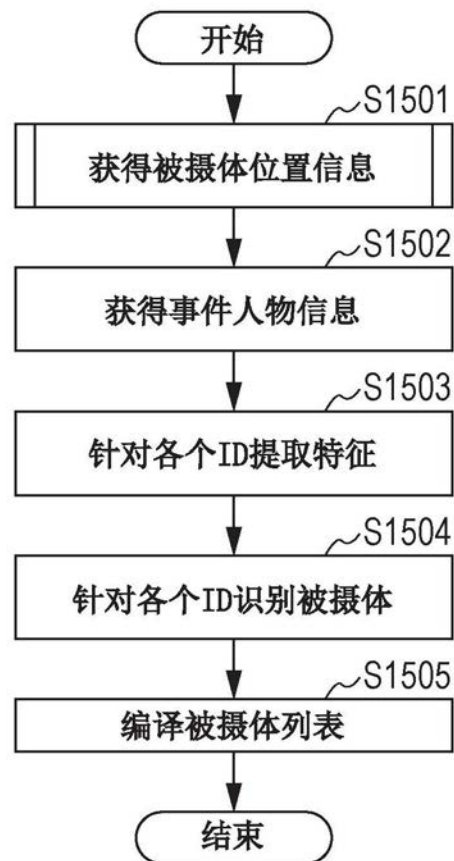 开始
S1501
获得被摄体位置信息
S1502
获得事件人物信息
S1503
针对各个ID提取特征
S1504
针对各个ID识别被摄体
S1505
编译被摄体列表
结束